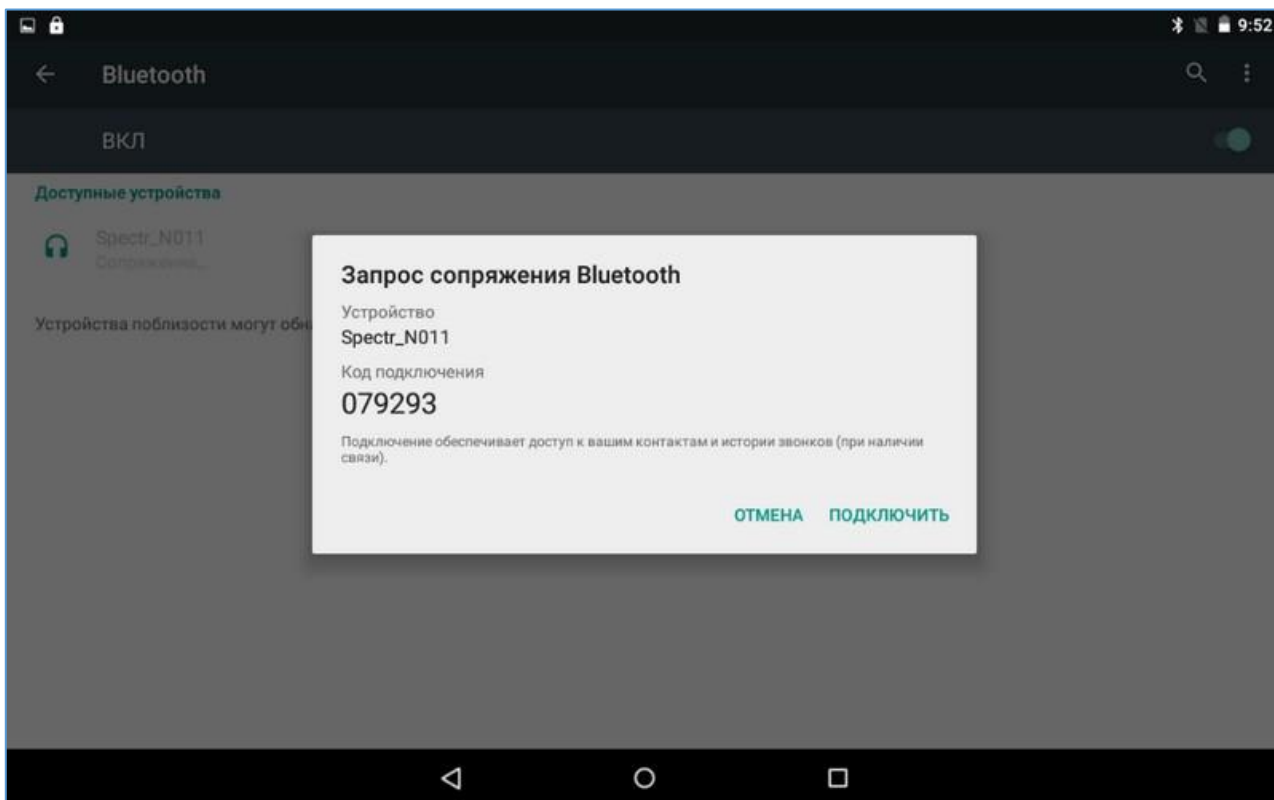 9:52
Bluetooth
ВКЛ
Доступные устройства
Spectr_N011
Сопряжение...
Устройства поблизости могут
Запрос сопряжения Bluetooth
Устройство
Spectr_N011
Код подключения
079293
Подключение обеспечивает доступ к вашим контактам и истории звонков (при наличии
связи).
ОТМЕНА ПОДКЛЮЧИТЬ